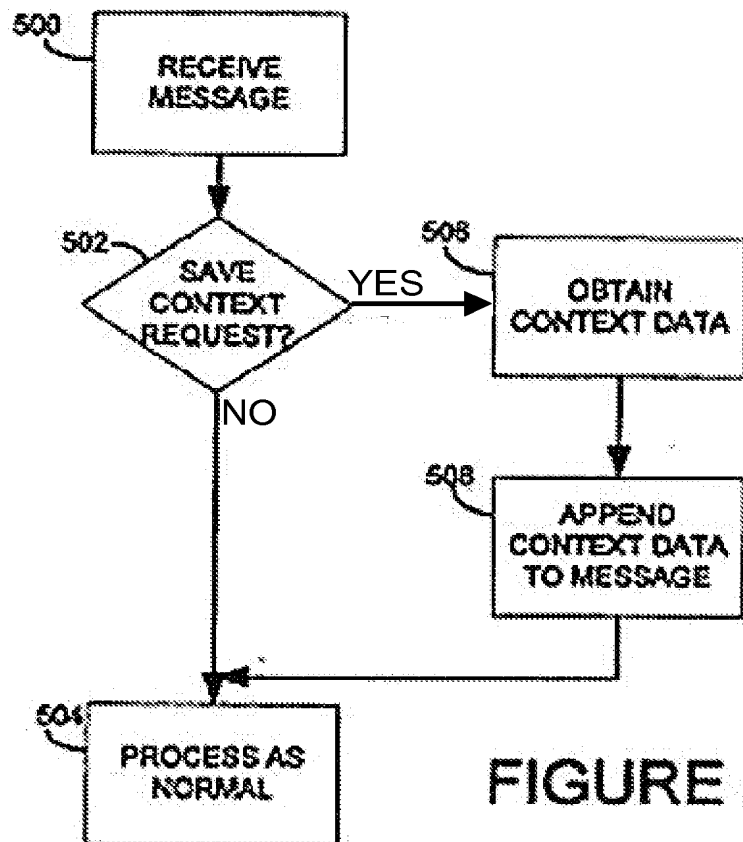 500
RECEIVE
MESSAGE
502
SAVE
CONTEXT
REQUEST?
YES
NO
508
OBTAIN
CONTEXT DATA
508
APPEND
CONTEXT DATA
TO MESSAGE
504
PROCESS AS
NORMAL
FIGURE